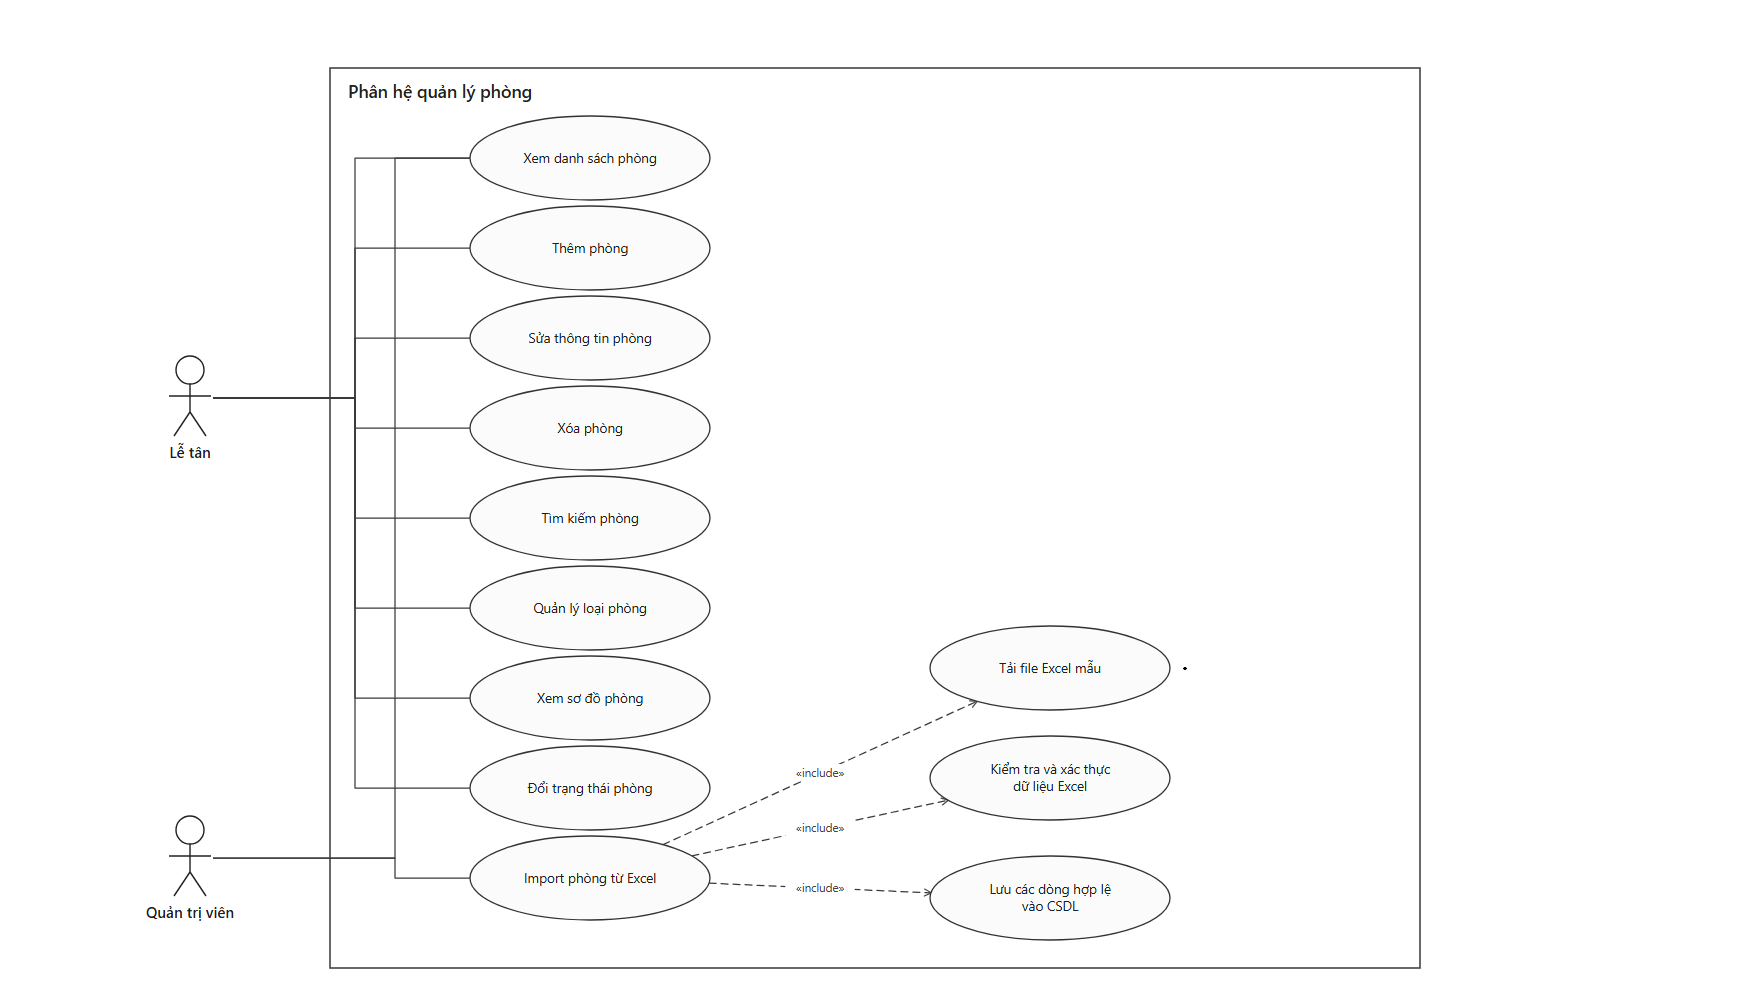 Phân hệ quản lý phòng
Xem danh sách phòng
Thêm phòng
Sửa thông tin phòng
Xóa phòng
Lễ tân
Tìm kiếm phòng
Quản lý loại phòng
Tải file Excel mẫu
Xem sơ đồ phòng
«include»
Kiểm tra và xác thực
dữ liệu Excel
Đổi trạng thái phòng
«include»
Import phòng từ Excel
«include»
Lưu các dòng hợp lệ
vào CSDL
Quản trị viên